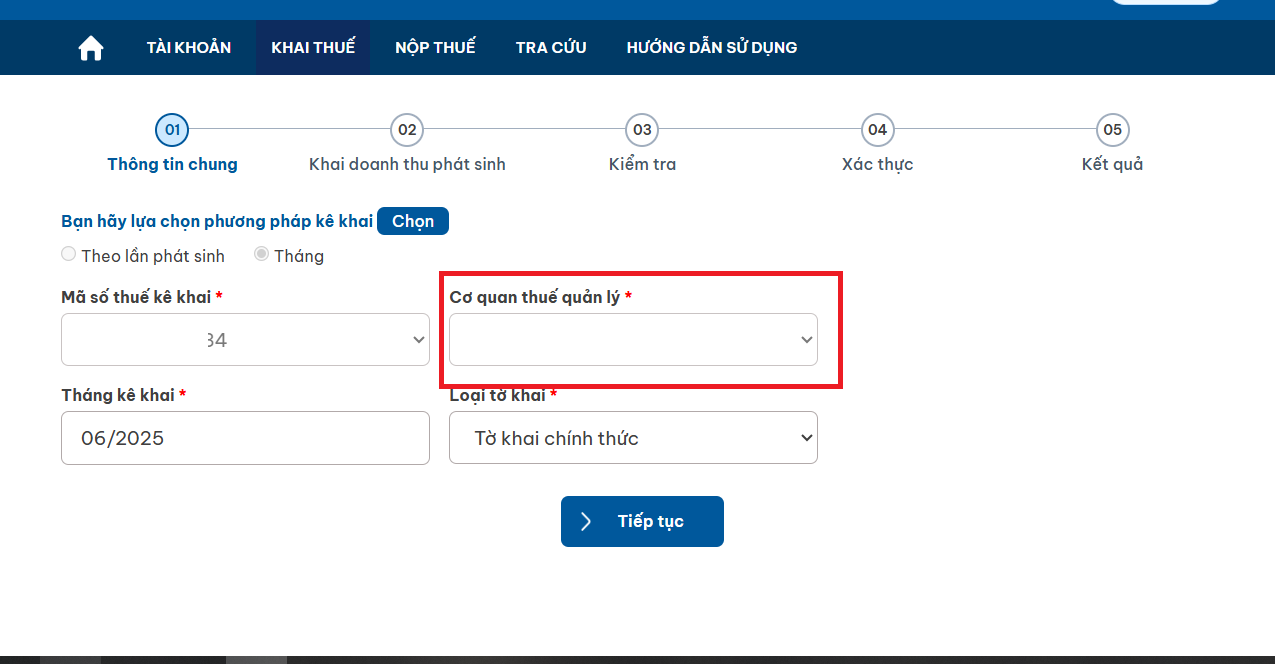 TÀI KHOẢN KHAI THUẾ NỘP THUẾ TRA CỨU HƯỚNG DẪN SỬ DỤNG
01 02 03 04 05
Thông tin chung Khai doanh thu phát sinh Kiểm tra Xác thực Kết quả
Bạn hãy lựa chọn phương pháp kê khai Chọn
Theo lần phát sinh Tháng
Mã số thuế kê khai * Cơ quan thuế quản lý *
34
Tháng kê khai * Loại tờ khai *
06/2025 Tờ khai chính thức
Tiếp tục